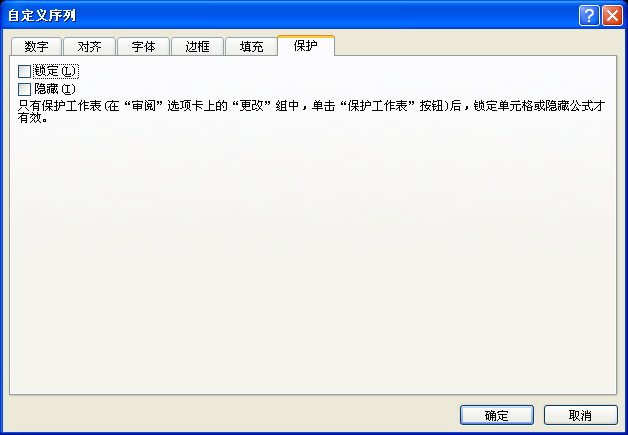 自定义序列
数字 对齐 字体 边框 填充 保护
锁定(L)
隐藏(I)
只有保护工作表(在“审阅”选项卡上的“更改”组中，单击“保护工作表”按钮)后，锁定单元格或隐藏公式才
有效。
确定 取消